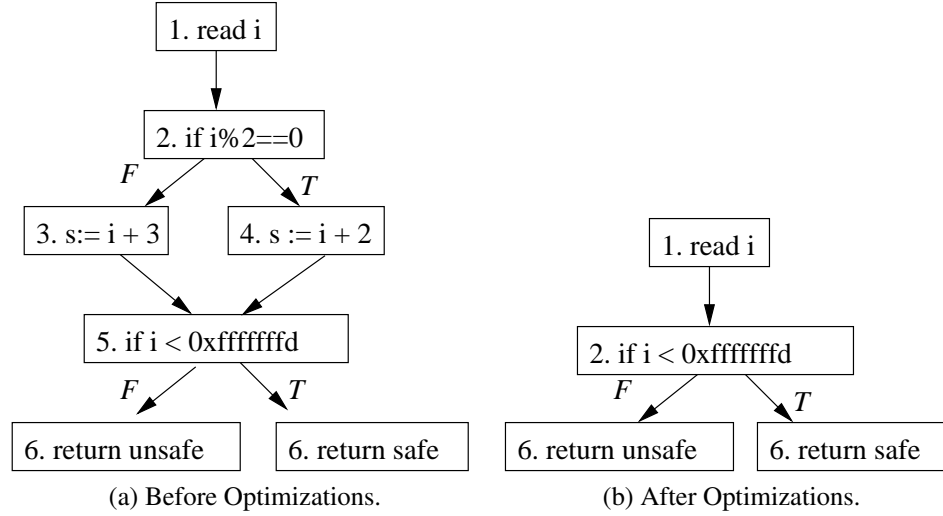 1. read i
2. if i%2==0
F
T
3. s:= i + 3
4. s := i + 2
5. if i < 0xfffffffd
F
T
6. return unsafe
6. return safe
(a) Before Optimizations.
1. read i
2. if i < 0xfffffffd
F
T
6. return unsafe
6. return safe
(b) After Optimizations.